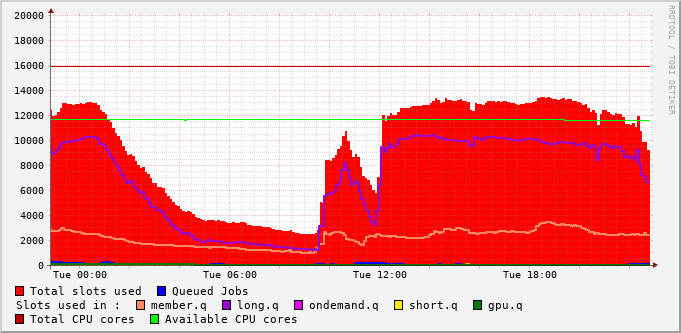 20000
18000
16000
14000
12000
10000
8000
6000
4000
2000
0
Tue 00:00 Tue 06:00 Tue 12:00 Tue 18:00
RRDTOOL / TOBI OETIKER
Total slots used Queued Jobs
Slots used in : member.q long.q ondemand.q short.q gpu.q
Total CPU cores Available CPU cores